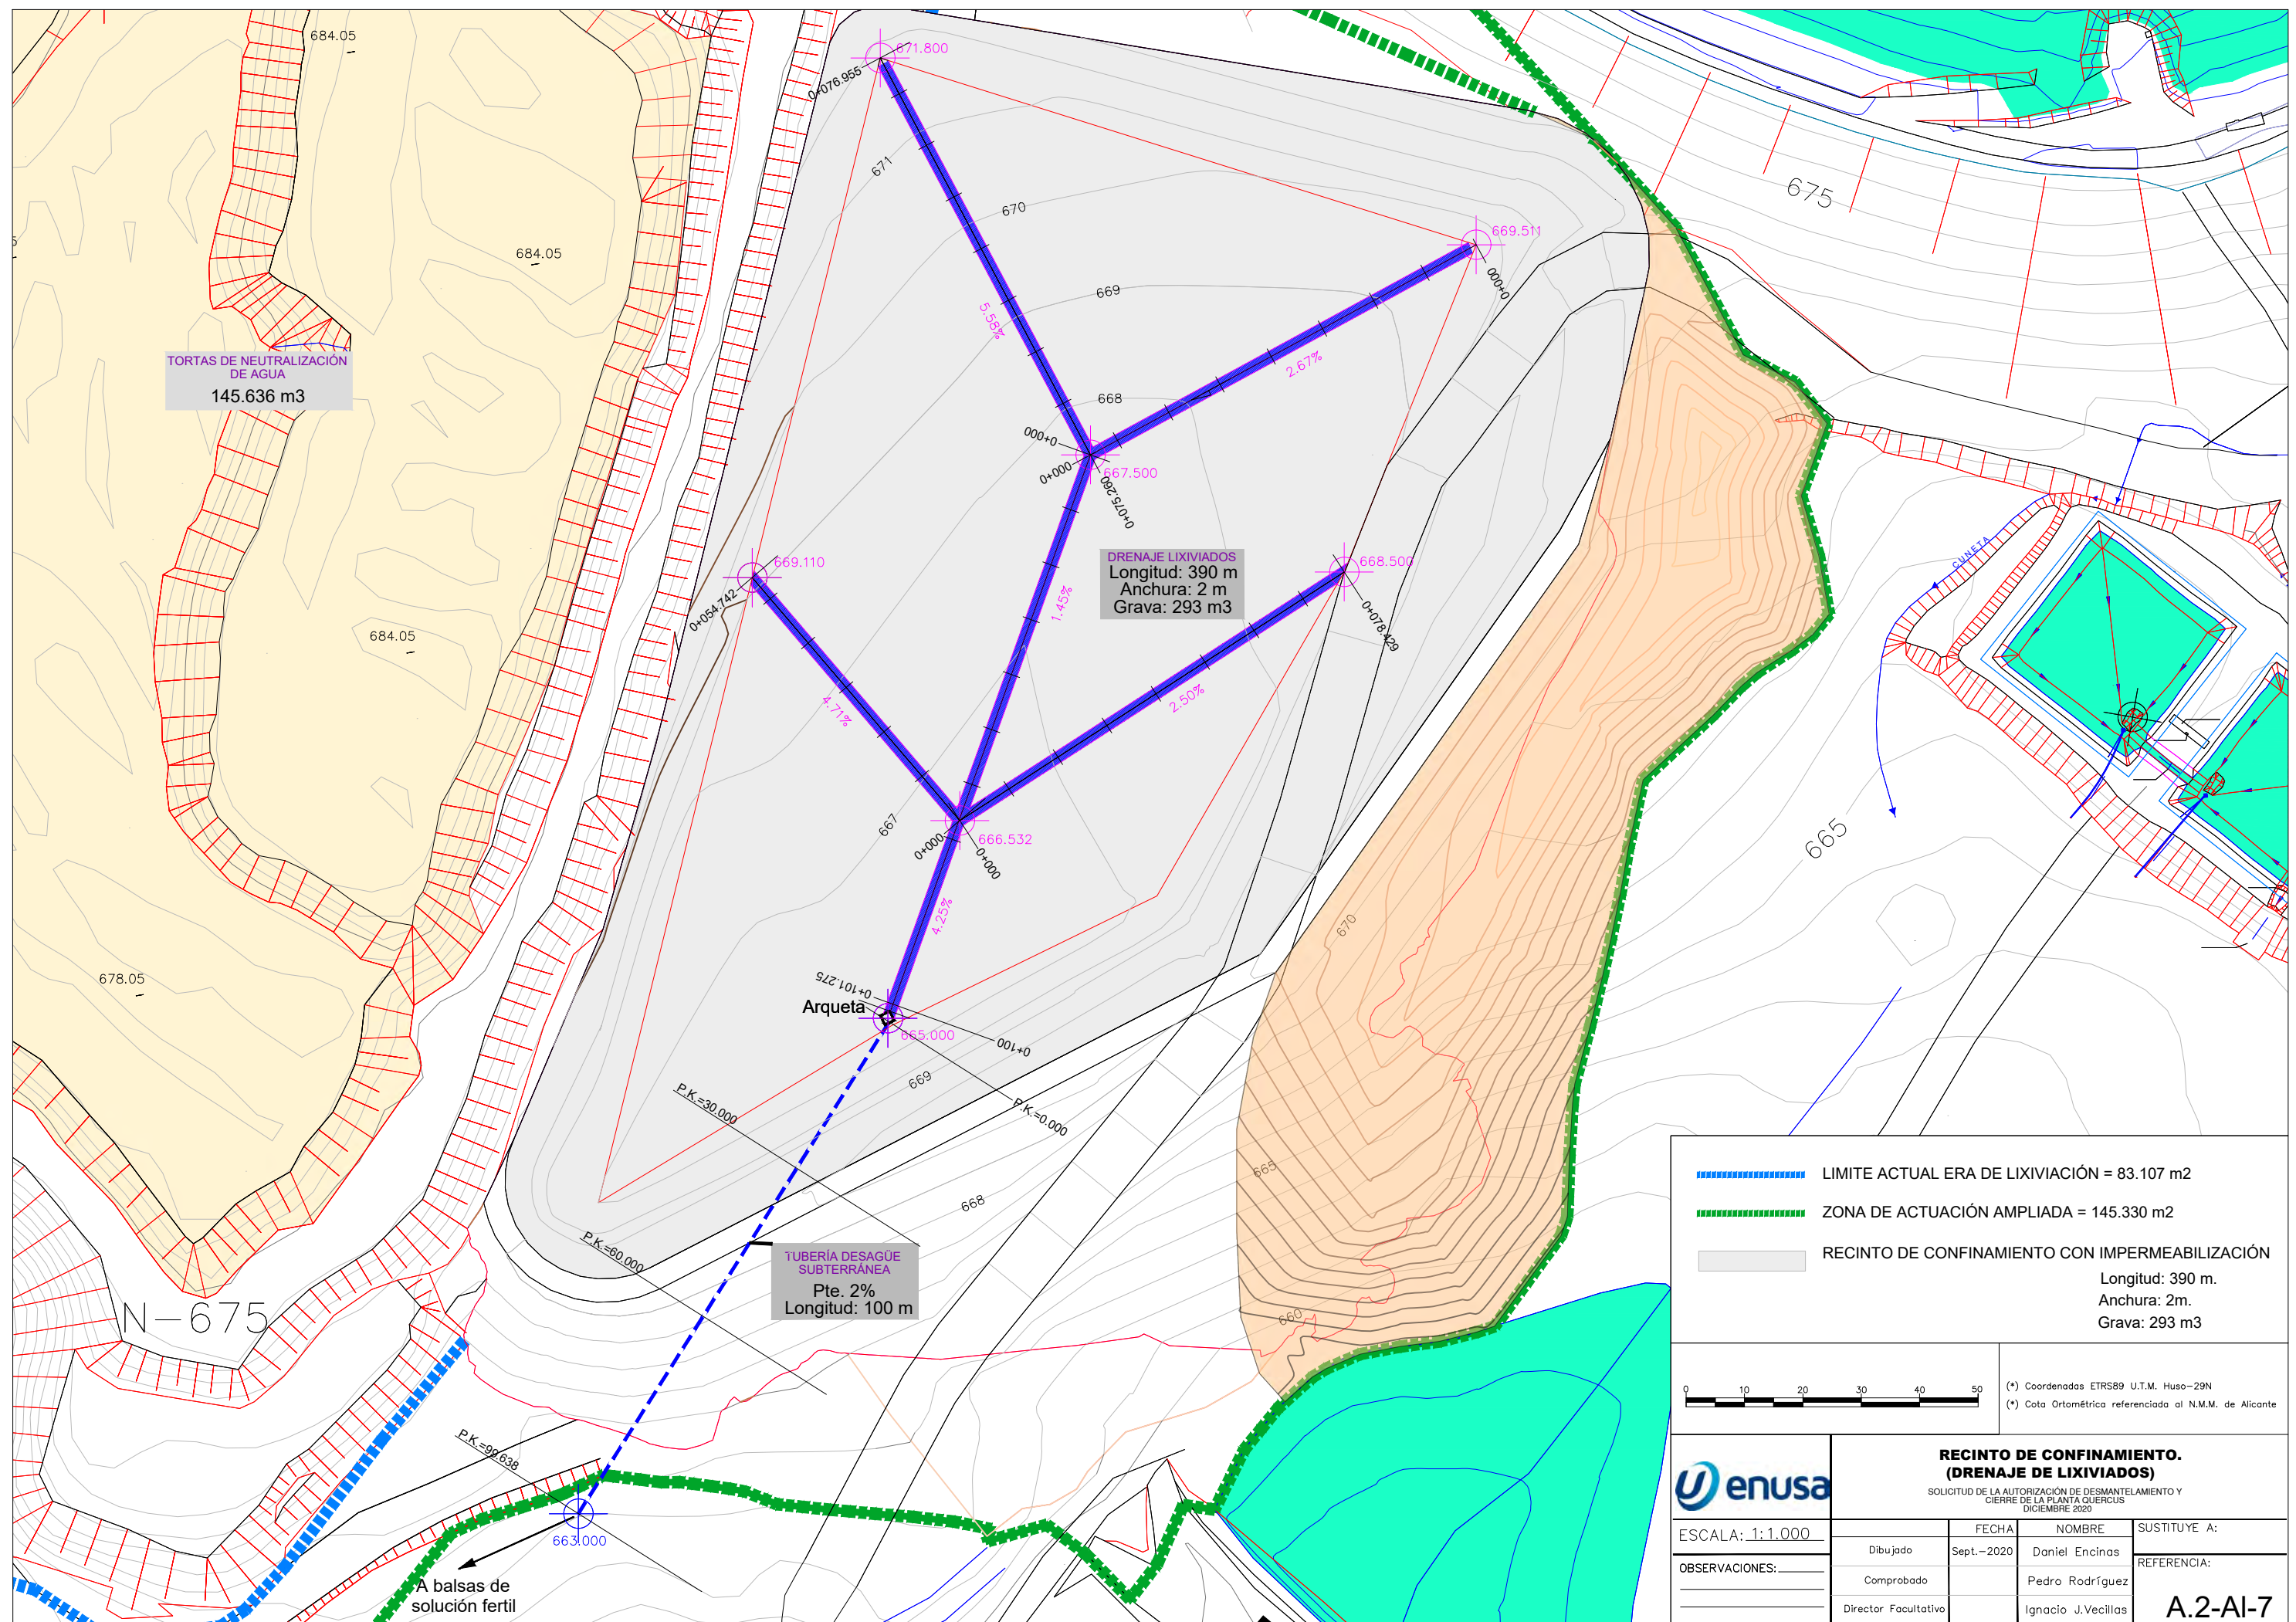 684.05
671.800
0+076.955
671
670
675
684.05
669.511
0+000
669
5.58%
2.67%
TORTAS DE NEUTRALIZACIÓN
DE AGUA
145.636 m3
668
0+000
0+000
667.500
0+075.260
CUNETA
669.110
0+054.742
DRENAJE LIXIVIADOS
Longitud: 390 m
Anchura: 2 m
Grava: 293 m3
668.500
0+078.429
1.45%
684.05
4.71%
2.50%
667
666.532
0+000
0+000
665
4.25%
670
678.05
0+101.275
Arqueta
665.000
0+100
669
P.K.=0.000
P.K.=30.000
665
668
P.K.=60.000
TUBERÍA DESAGÜE
SUBTERRÁNEA
Pte. 2%
Longitud: 100 m
N-675
660
P.K.=99.638
663.000
A balsas de
solución fertil
LIMITE ACTUAL ERA DE LIXIVIACIÓN = 83.107 m2
ZONA DE ACTUACIÓN AMPLIADA = 145.330 m2
RECINTO DE CONFINAMIENTO CON IMPERMEABILIZACIÓN
Longitud: 390 m.
Anchura: 2m.
Grava: 293 m3
0 10 20 30 40 50
(*) Coordenadas ETRS89 U.T.M. Huso-29N
(*) Cota Ortométrica referenciada al N.M.M. de Alicante
enusa
RECINTO DE CONFINAMIENTO.
(DRENAJE DE LIXIVIADOS)
SOLICITUD DE LA AUTORIZACIÓN DE DESMANTELAMIENTO Y
CIERRE DE LA PLANTA QUERCUS
DICIEMBRE 2020
ESCALA: 1:1.000
OBSERVACIONES:
FECHA NOMBRE
Dibujado Sept.-2020 Daniel Encinas
Comprobado Pedro Rodríguez
Director Facultativo Ignacio J.Vecillas
SUSTITUYE A:
REFERENCIA:
A.2-AI-7